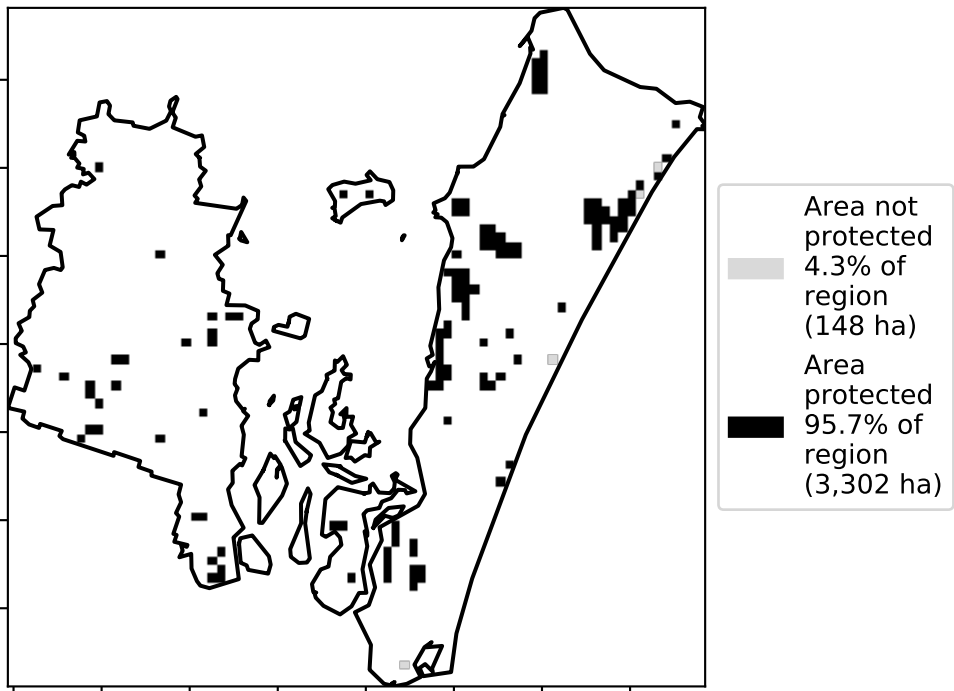 Area not
protected
4.3% of
region
(148 ha)
Area
protected
95.7% of
region
(3,302 ha)